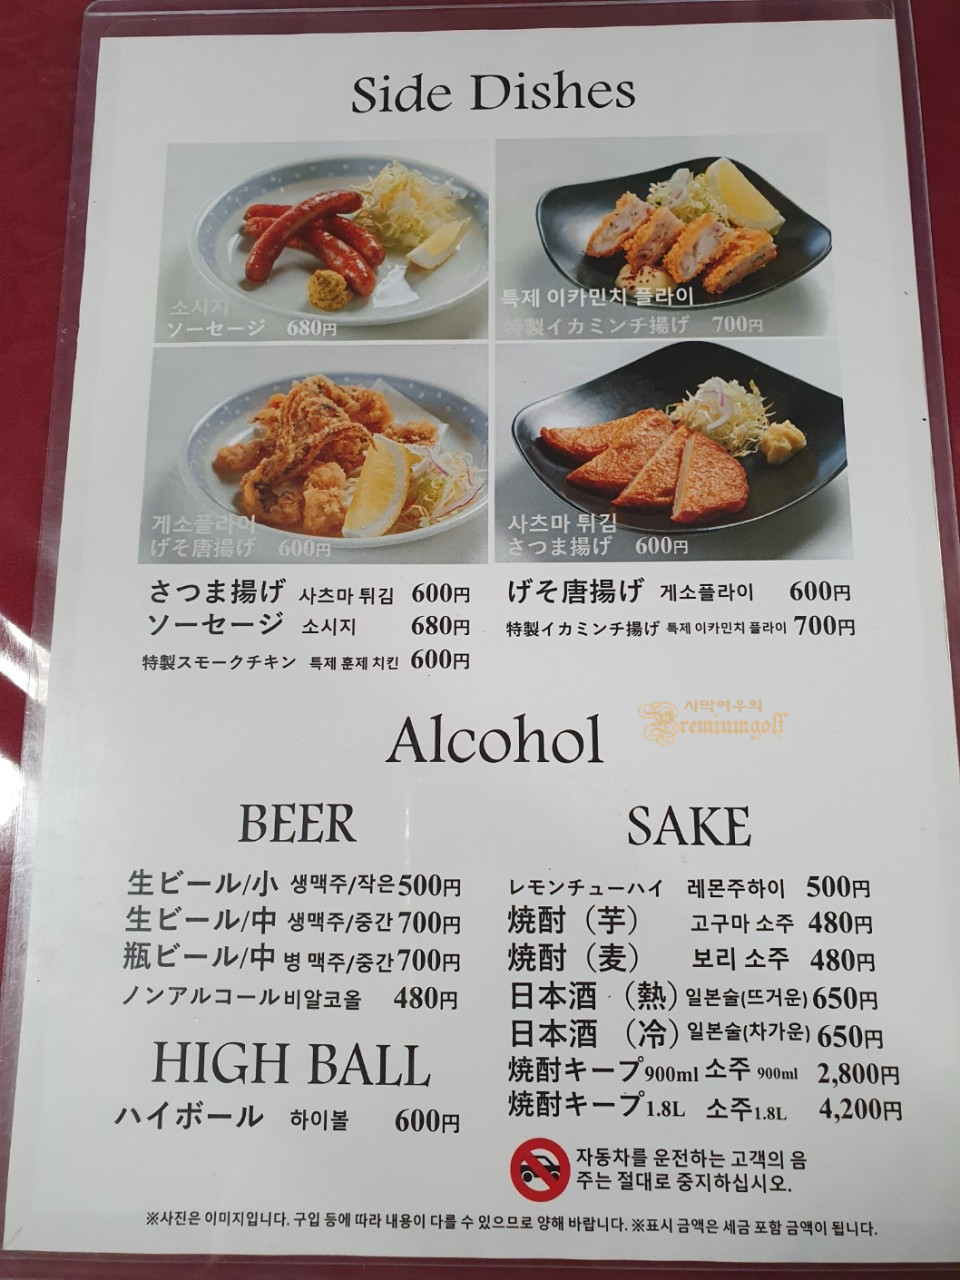 Side Dishes
소시지
ソーセージ 680円
특제 이카민치 플라이
特製イカミンチ揚げ 700円
게소플라이
げそ唐揚げ 600円
사츠마 튀김
さつま揚げ 600円
さつま揚げ 사츠마 튀김 600円
ソーセージ 소시지 680円
特製スモークチキン 특제 훈제 치킨 600円
げそ唐揚げ 게소플라이 600円
特製イカミンチ揚げ 특제 이카민치 플라이 700円
사막여우의
Premiumgolf
Alcohol
BEER
生ビール/小 생맥주/작은 500円
生ビール/中 생맥주/중간 700円
瓶ビール/中 병 맥주/중간 700円
ノンアルコール 비알코올 480円
HIGH BALL
ハイボール 하이볼 600円
SAKE
レモンチューハイ 레몬주하이 500円
焼酎（芋） 고구마 소주 480円
焼酎（麦） 보리 소주 480円
日本酒（熱） 일본술(뜨거운) 650円
日本酒（冷） 일본술(차가운) 650円
焼酎キープ900ml 소주 900ml 2,800円
焼酎キープ1.8L 소주1.8L 4,200円
자동차를 운전하는 고객의 음
주는 절대로 중지하십시오.
※사진은 이미지입니다. 구입 등에 따라 내용이 다를 수 있으므로 양해 바랍니다. ※표시 금액은 세금 포함 금액이 됩니다.